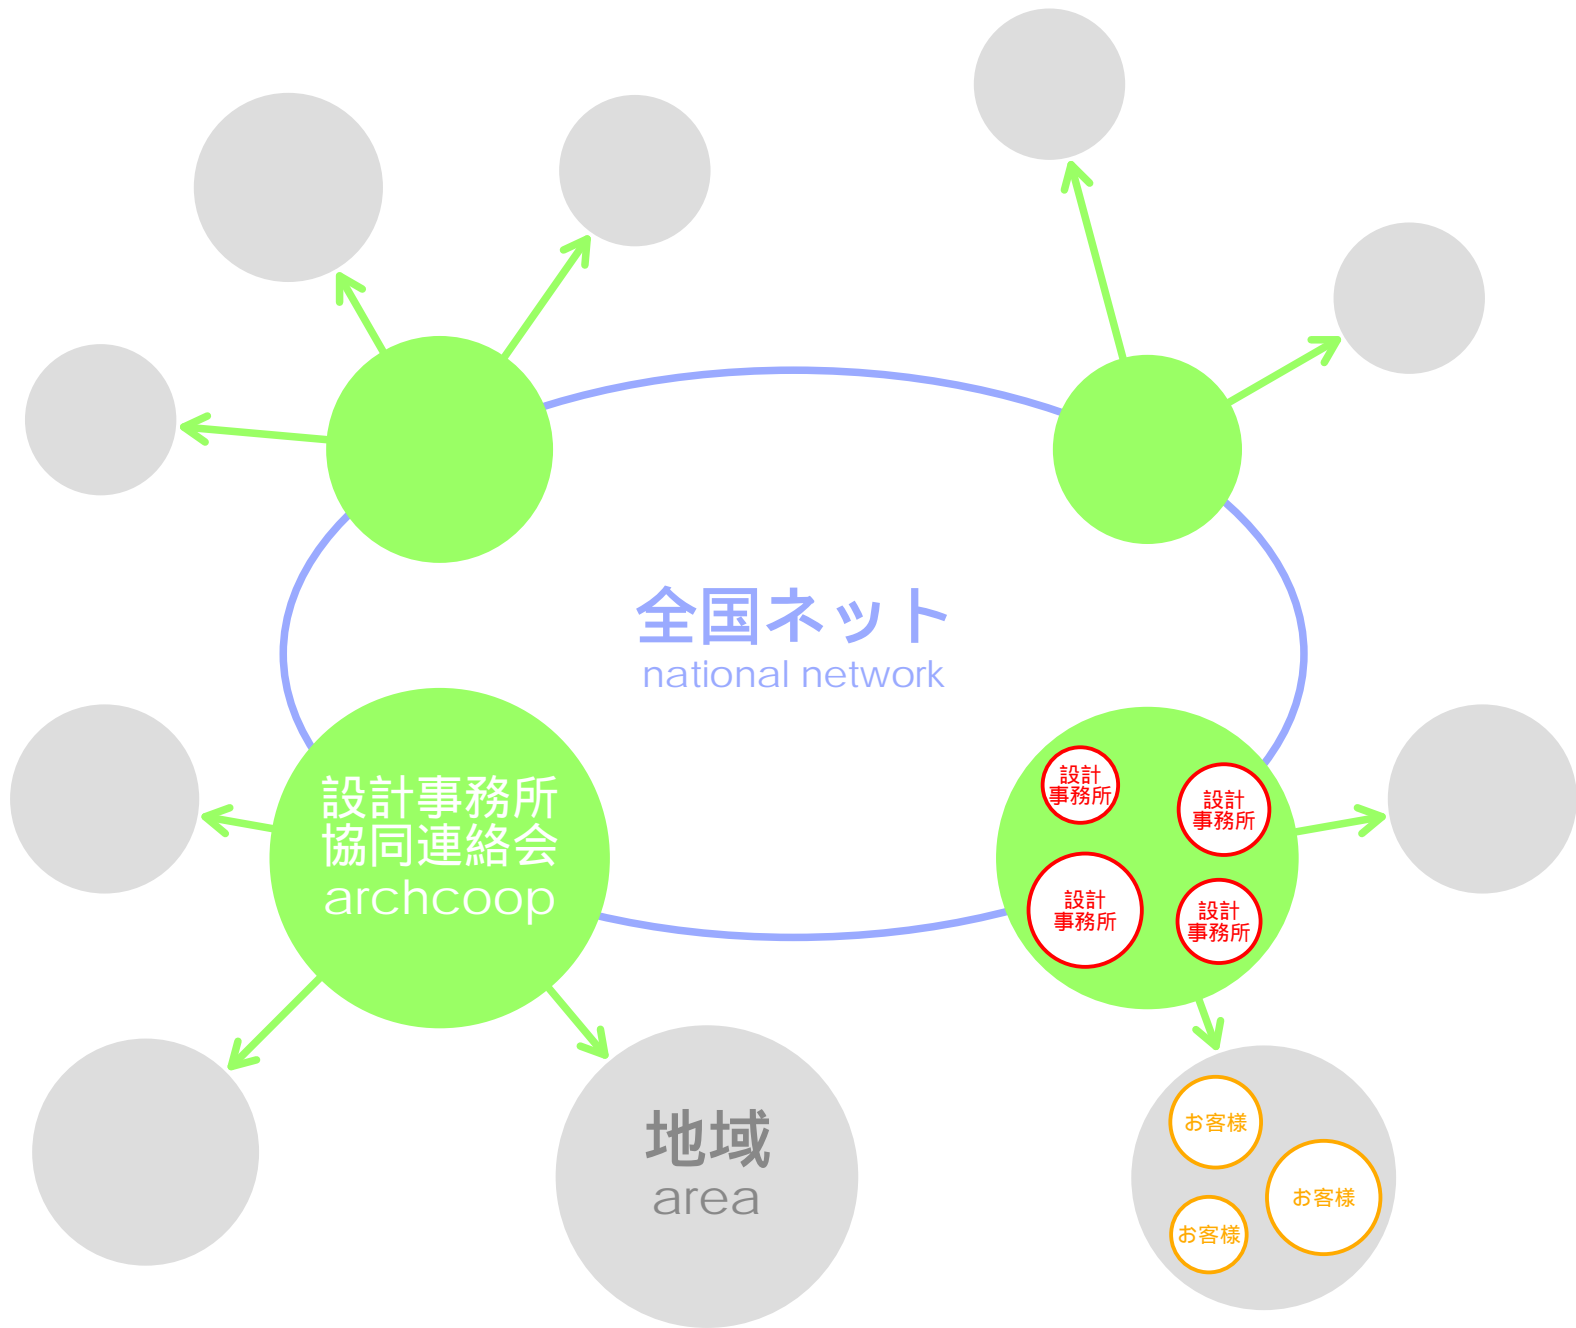 全国ネット
national network
設計事務所
協同連絡会
archcoop
設計
事務所
設計
事務所
設計
事務所
設計
事務所
地域
area
お客様
お客様
お客様